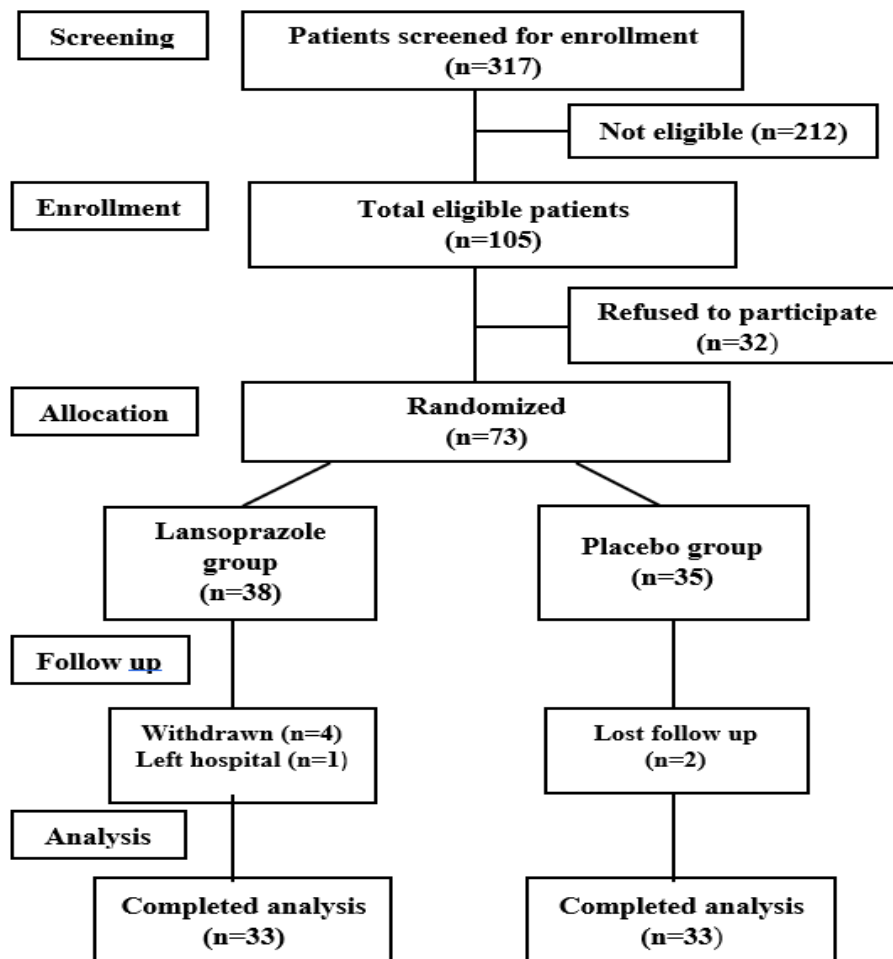 Screening
Patients screened for enrollment
(n=317)
Not eligible (n=212)
Enrollment
Total eligible patients
(n=105)
Refused to participate
(n=32)
Allocation
Randomized
(n=73)
Lansoprazole
group
(n=38)
Placebo group
(n=35)
Follow up
Withdrawn (n=4)
Left hospital (n=1)
Lost follow up
(n=2)
Analysis
Completed analysis
(n=33)
Completed analysis
(n=33)